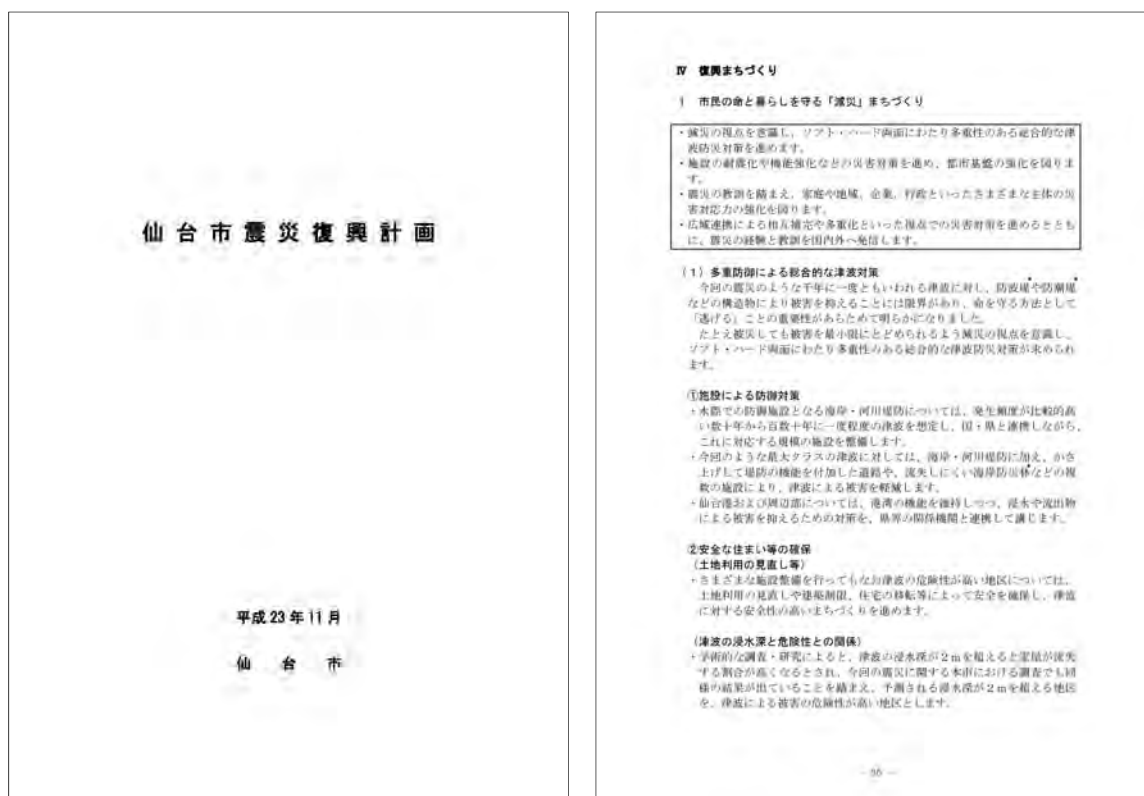 仙台市震災復興計画
平成23年11月
仙台市
Ⅳ 復興まちづくり
1 市民の命と暮らしを守る「減災」まちづくり
・減災の視点を意識し、ソフト・ハード両面にわたり多重性のある総合的な津
波防災対策を進めます。
・施設の耐震化や機能強化などの災害対策を進め、都市基盤の強化を図りま
す。
・震災の教訓を踏まえ、家庭や地域、企業、行政といったさまざまな主体の災
害対応力の強化を図ります。
・広域連携による相互補完や多重化といった視点での災害対策を進めるととも
に、震災の経験と教訓を国内外へ発信します。
(1)多重防御による総合的な津波対策
今回の震災のような千年に一度ともいわれる津波に対し、防波堤や防潮堤
などの構造物により被害を抑えることには限界があり、命を守る方法として
「逃げる」ことの重要性があらためて明らかになりました。
たとえ被災しても被害を最小限にとどめられるよう減災の視点を意識し、
ソフト・ハード両面にわたり多重性のある総合的な津波防災対策が求められ
ます。
①施設による防御対策
・水際での防御施設となる海岸・河川堤防については、発生頻度が比較的高
い数十年から百数十年に一度程度の津波を想定し、国・県と連携しながら、
これに対応する規模の施設を整備します。
・今回のような最大クラスの津波に対しては、海岸・河川堤防に加え、かさ
上げして堤防の機能を付加した道路や、流失しにくい海岸防災林などの複
数の施設により、津波による被害を軽減します。
・仙台港および周辺部については、港湾の機能を維持しつつ、浸水や流出物
による被害を抑えるための対策を、県等の関係機関と連携して講じます。
②安全な住まい等の確保
(土地利用の見直し等)
・さまざまな施設整備を行ってもなお津波の危険性が高い地区については、
土地利用の見直しや建築制限、住宅の移転等によって安全を確保し、津波
に対する安全性の高いまちづくりを進めます。
(津波の浸水深と危険性との関係)
・学術的な調査・研究によると、津波の浸水深が2mを超えると家屋が流失
する割合が高くなるとされ、今回の震災に関する本市における調査でも同
様の結果が出ていることを踏まえ、予測される浸水深が2mを超える地区
を、津波による被害の危険性が高い地区とします。